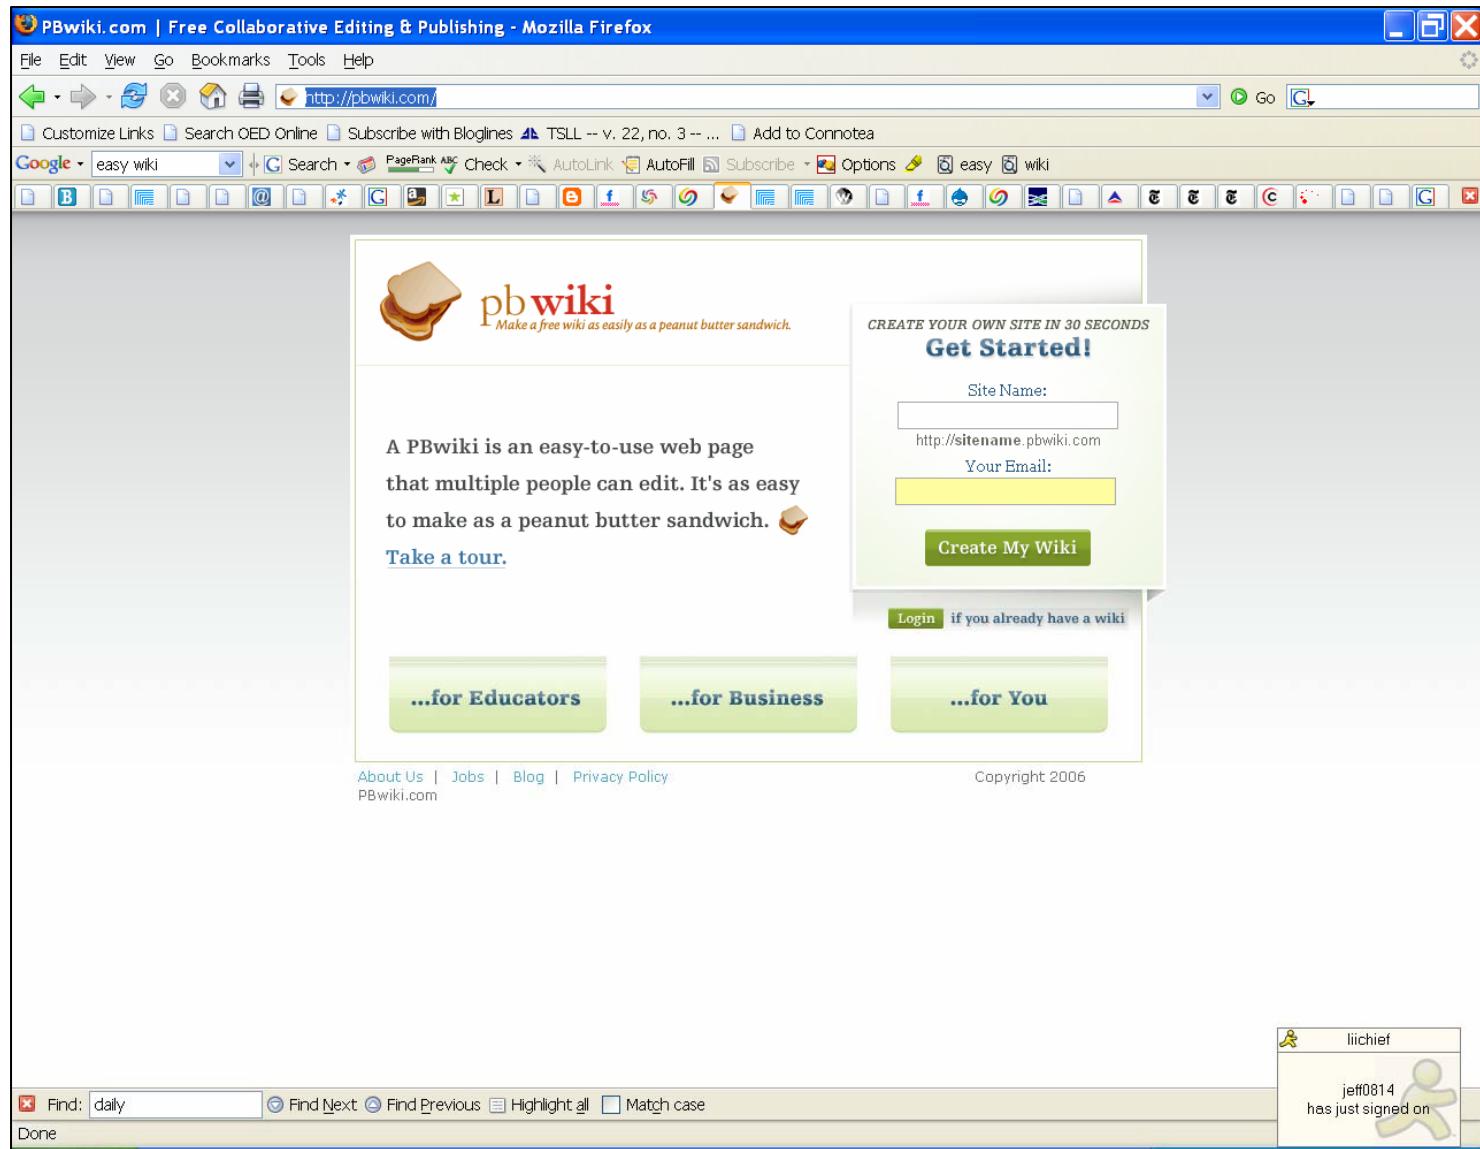 PBwiki.com | Free Collaborative Editing & Publishing - Mozilla Firefox
File Edit View Go Bookmarks Tools Help
http://pbwiki.com/ Go G
Customize Links Search OED Online Subscribe with Bloglines TSLL -- v. 22, no. 3 -- ... Add to Connotea
Google easy wiki G Search PageRank ABC Check AutoLink AutoFill Subscribe Options easy wiki
B @ G a L B f f C G
pbwiki
Make a free wiki as easily as a peanut butter sandwich.
CREATE YOUR OWN SITE IN 30 SECONDS
Get Started!
Site Name:
http://sitename.pbwiki.com
Your Email:
Create My Wiki
Login if you already have a wiki
A PBwiki is an easy-to-use web page
that multiple people can edit. It's as easy
to make as a peanut butter sandwich.
Take a tour.
...for Educators ...for Business ...for You
About Us | Jobs | Blog | Privacy Policy Copyright 2006
PBwiki.com
liichief
jeff0814
has just signed on
Find: daily Find Next Find Previous Highlight all Match case
Done